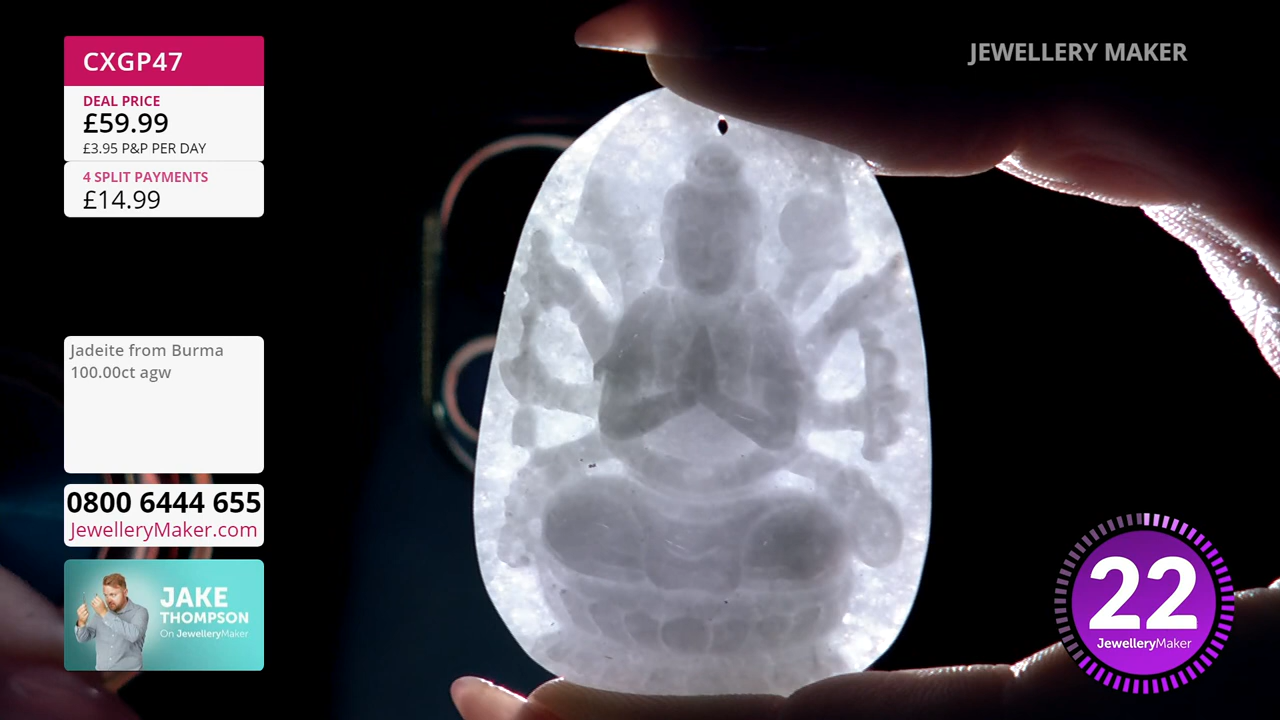 CXGP47
DEAL PRICE
£59.99
£3.95 P&P PER DAY
4 SPLIT PAYMENTS
£14.99
Jadeite from Burma
100.00ct agw
0800 6444 655
JewelleryMaker.com
JAKE
THOMPSON
On JewelleryMaker
JEWELLERY MAKER
22
JewelleryMaker